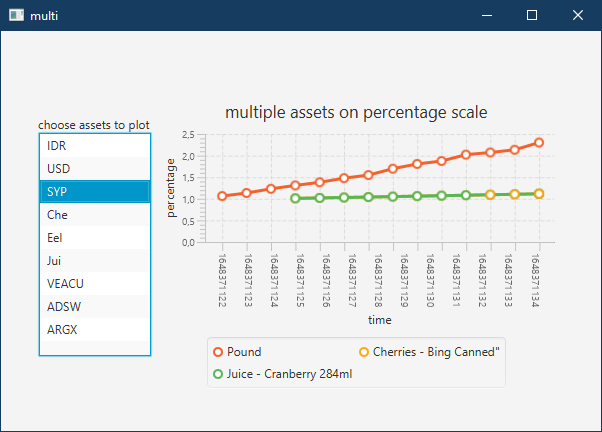 multi
choose assets to plot
IDR
USD
SYP
Che
Eel
Jui
VEACU
ADSW
ARGX
multiple assets on percentage scale
percentage
2,5
2,0
1,5
1,0
0,5
0,0
1648371122
1648371124
1648371125
1648371126
1648371127
1648371128
1648371129
1648371130
1648371131
1648371132
1648371133
1648371134
time
Pound
Cherries - Bing Canned"
Juice - Cranberry 284ml